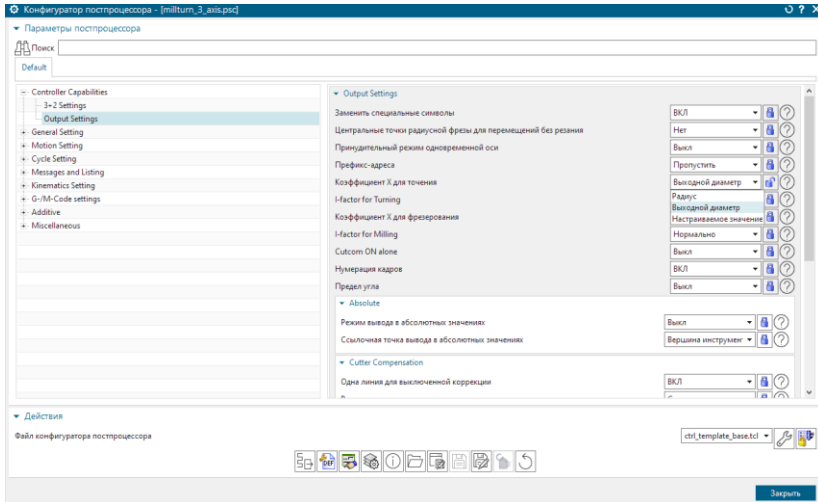 Конфигуратор постпроцессора - [millturn_3_axis.psc]
Параметры постпроцессора
Поиск
Default
Controller Capabilities
3+2 Settings
Output Settings
General Setting
Motion Setting
Cycle Setting
Messages and Listing
Kinematics Setting
G-/M-Code settings
Additive
Miscellaneous
Output Settings
Заменить специальные символы ВКЛ
Центральные точки радиусной фрезы для перемещений без резания Нет
Принудительный режим одновременной оси Выкл
Префикс-адреса Пропустить
Коэффициент X для точения Выходной диаметр
Радиус
Выходной диаметр
Настраиваемое значение
I-factor for Turning
Коэффициент X для фрезерования
I-factor for Milling Нормально
Cutcom ON alone Выкл
Нумерация кадров ВКЛ
Предел угла Выкл
Absolute
Режим вывода в абсолютных значениях Выкл
Ссылочная точка вывода в абсолютных значениях Вершина инструмен
Cutter Compensation
Одна линия для выключенной коррекции ВКЛ
Действия
Файл конфигуратора постпроцессора ctrl_template_base.tcl
DEF
Закрыть